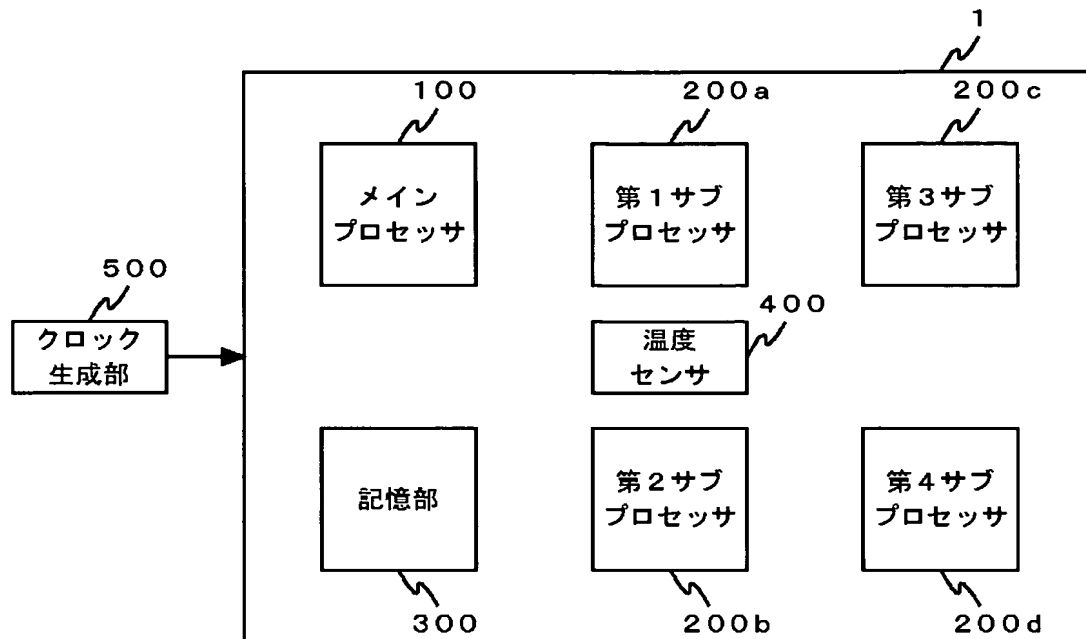 1
100
200a
200c
メイン
プロセッサ
第1サブ
プロセッサ
第3サブ
プロセッサ
500
クロック
生成部
400
温度
センサ
記憶部
第2サブ
プロセッサ
第4サブ
プロセッサ
300
200b
200d